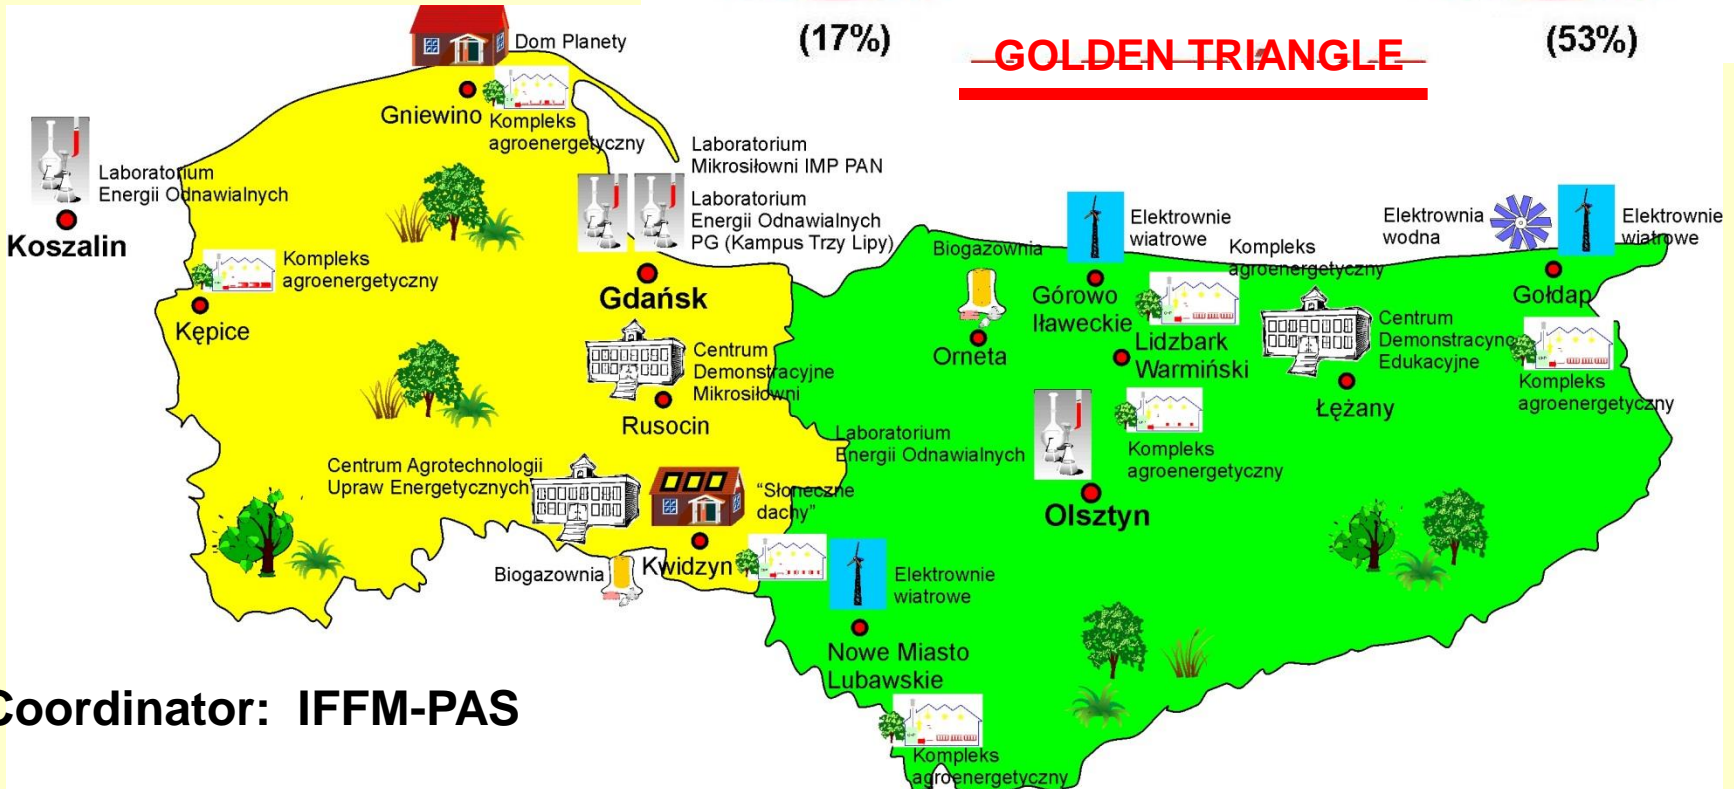 (17%)
GOLDEN TRIANGLE
(53%)
Dom Planety
Gniewino
Kompleks
agroenergetyczny
Laboratorium
Mikrosiłowni IMP PAN
Laboratorium
Energii Odnawialnych
Koszalin
Laboratorium
Energii Odnawialnych
PG (Kampus Trzy Lipy)
Gdańsk
Kompleks
agroenergetyczny
Kępice
Centrum
Demonstracyjne
Mikrosiłowni
Rusocin
Centrum Agrotechnologii
Upraw Energetycznych
"Słoneczne
dachy"
Biogazownia
Kwidzyn
Biogazownia
Orneta
Elektrownie
wiatrowe
Górowo
Iławeckie
Kompleks
agroenergetyczny
Lidzbark
Warmiński
Elektrownia
wodna
Elektrownie
wiatrowe
Gołdap
Centrum
Demonstracyjno
Edukacyjne
Łężany
Kompleks
agroenergetyczny
Laboratorium
Energii Odnawialnych
Kompleks
agroenergetyczny
Olsztyn
Elektrownie
wiatrowe
Nowe Miasto
Lubawskie
Kompleks
agroenergetyczny
Coordinator: IFFM-PAS